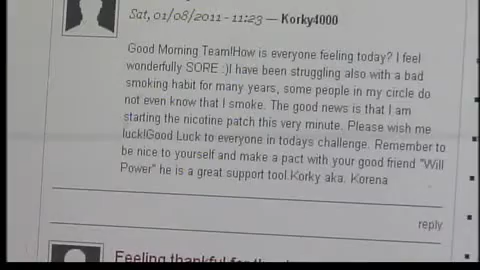 Sat, 01/08/2011 - 11:23 — Korky4000
Good Morning Team!How is everyone feeling today? I feel
wonderfully SORE :)I have been struggling also with a bad
smoking habit for many years, some people in my circle do
not even know that I smoke. The good news is that I am
starting the nicotine patch this very minute. Please wish me
luck!Good Luck to everyone in todays challenge. Remember to
be nice to yourself and make a pact with your good friend "Will
Power" he is a great support tool.Korky aka. Korena
reply
Feeling thankful for